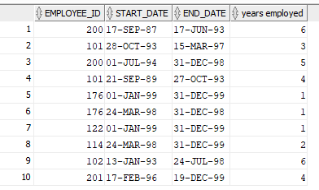 EMPLOYEE_ID START_DATE END_DATE years employed
1 200 17-SEP-87 17-JUN-93 6
2 101 28-OCT-93 15-MAR-97 3
3 200 01-JUL-94 31-DEC-98 5
4 101 21-SEP-89 27-OCT-93 4
5 176 01-JAN-99 31-DEC-99 1
6 176 24-MAR-98 31-DEC-98 1
7 122 01-JAN-99 31-DEC-99 1
8 114 24-MAR-98 31-DEC-99 2
9 102 13-JAN-93 24-JUL-98 6
10 201 17-FEB-96 19-DEC-99 4